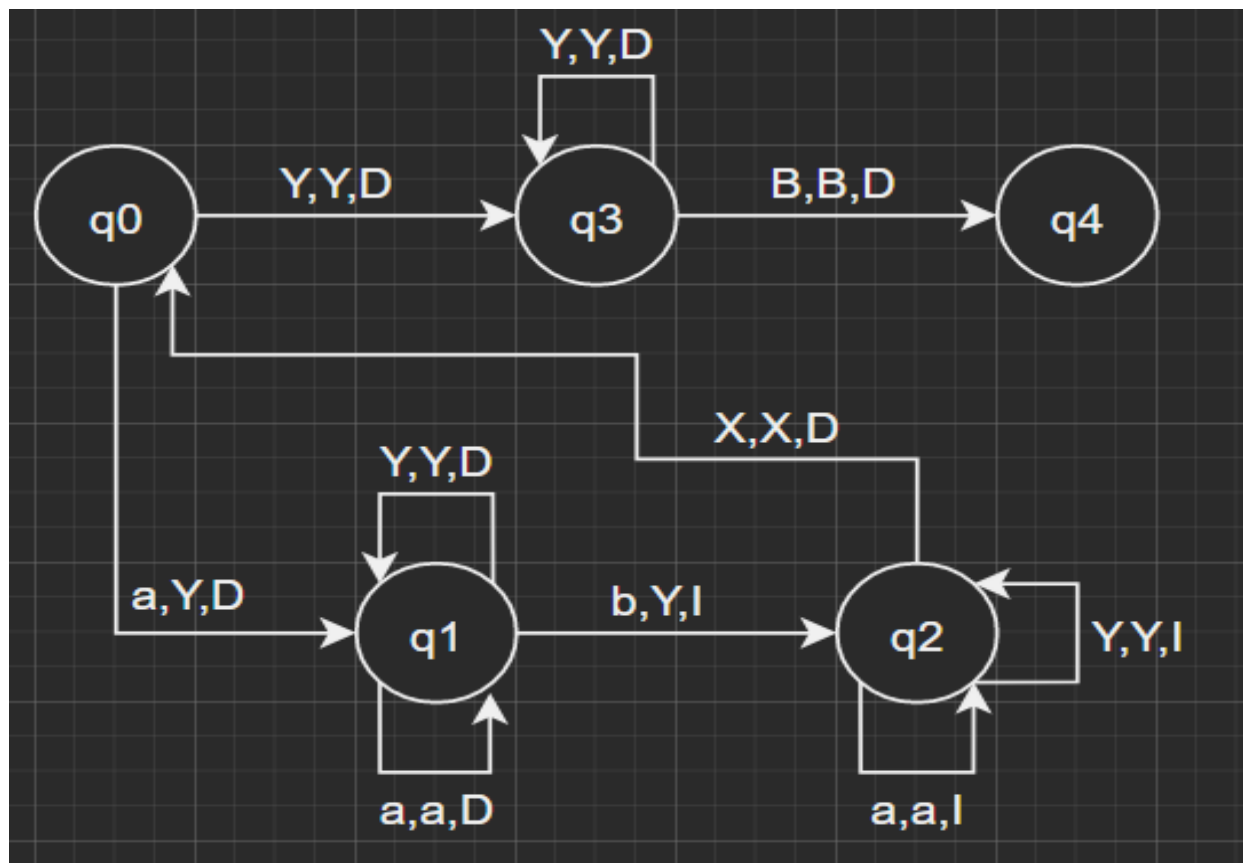 Y,Y,D
q0
Y,Y,D
q3
B,B,D
q4
X,X,D
Y,Y,D
a,Y,D
q1
b,Y,I
q2
Y,Y,I
a,a,D
a,a,I